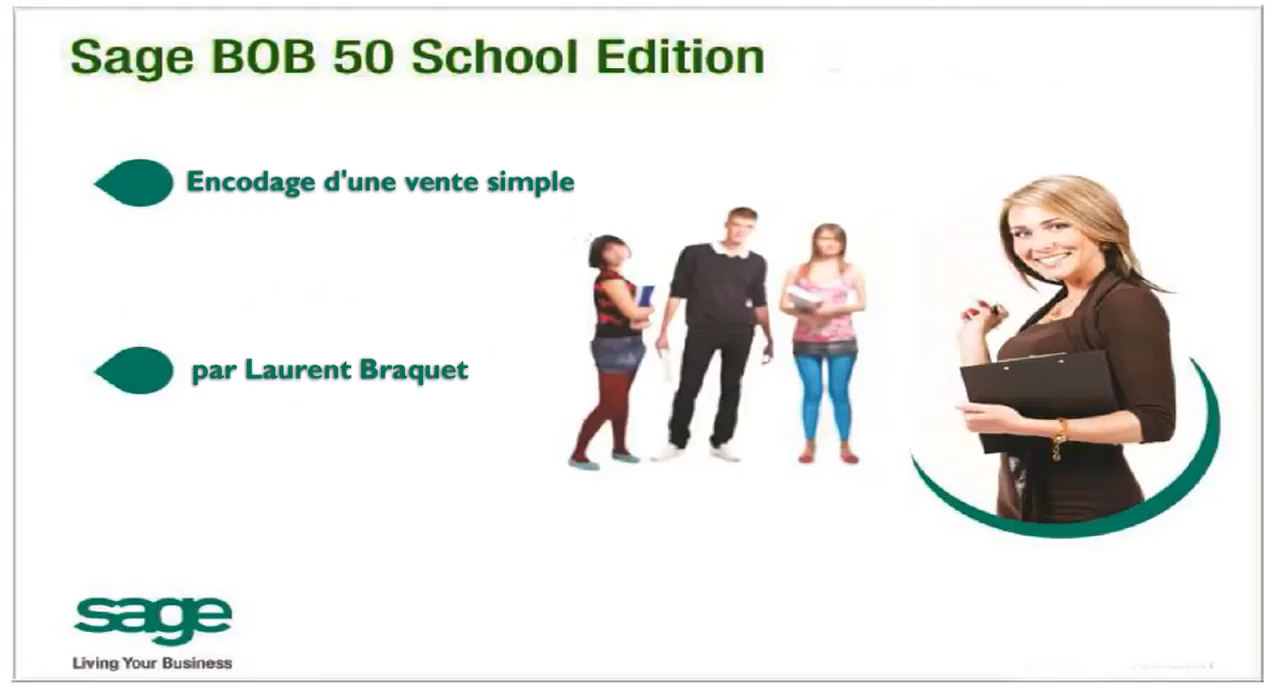 Sage BOB 50 School Edition
Encodage d'une vente simple
par Laurent Braquet
sage
Living Your Business